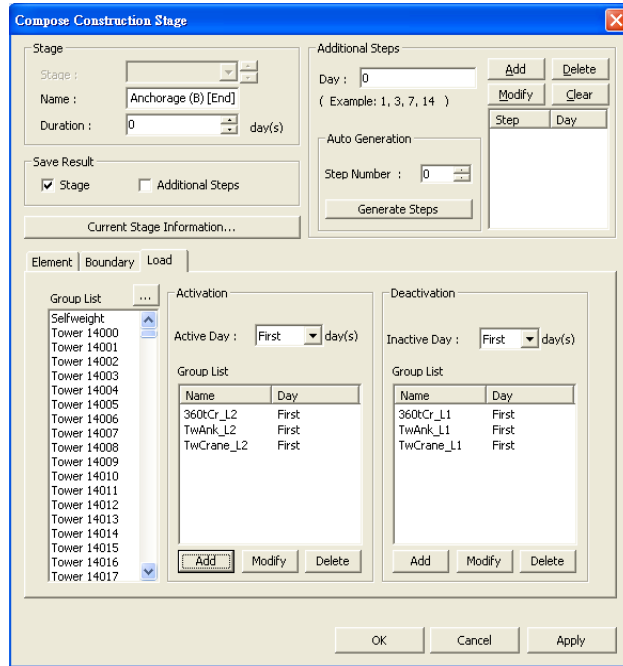 Compose Construction Stage
Stage
Stage :
Name : Anchorage (B) [End]
Duration : 0 day(s)
Save Result
Stage Additional Steps
Current Stage Information...
Additional Steps
Day : 0
( Example: 1, 3, 7, 14 )
Add Delete
Modify Clear
Step Day
Auto Generation
Step Number : 0
Generate Steps
Element Boundary Load
Group List ...
Selfweight
Tower 14000
Tower 14001
Tower 14002
Tower 14003
Tower 14004
Tower 14005
Tower 14006
Tower 14007
Tower 14008
Tower 14009
Tower 14010
Tower 14011
Tower 14012
Tower 14013
Tower 14014
Tower 14015
Tower 14016
Tower 14017
Activation
Active Day : First day(s)
Group List
Name Day
360tCr_L2 First
TwAnk_L2 First
TwCrane_L2 First
Add Modify Delete
Deactivation
Inactive Day : First day(s)
Group List
Name Day
360tCr_L1 First
TwAnk_L1 First
TwCrane_L1 First
Add Modify Delete
OK Cancel Apply